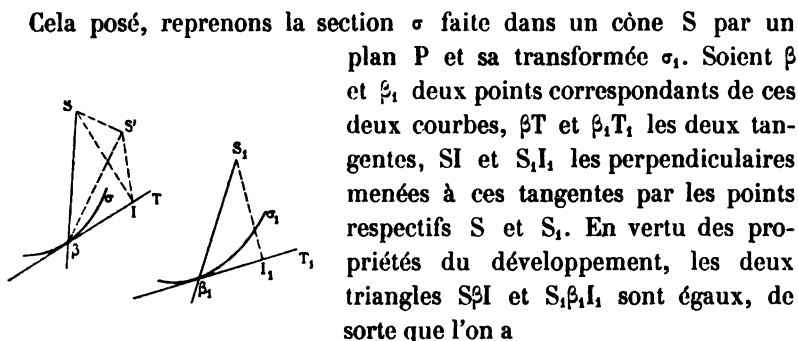 Cela posé, reprenons la section σ faite dans un cône S par un
plan P et sa transformée σ₁. Soient β
et β₁ deux points correspondants de ces
deux courbes, βT et β₁T₁ les deux tan-
gentes, SI et S₁I₁ les perpendiculaires
menées à ces tangentes par les points
respectifs S et S₁. En vertu des pro-
priétés du développement, les deux
triangles SβI et S₁β₁I₁ sont égaux, de
sorte que l'on a
S
S'
σ
I
T
β
S₁
σ₁
I₁
T₁
β₁